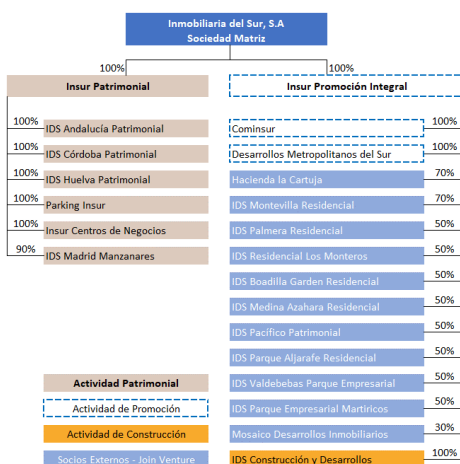 Inmobiliaria del Sur, S.A
Sociedad Matriz
100%
100%
Insur Patrimonial
Insur Promoción Integral
100%
IDS Andalucía Patrimonial
Cominsur
100%
100%
IDS Córdoba Patrimonial
Desarrollos Metropolitanos del Sur
100%
100%
IDS Huelva Patrimonial
Hacienda la Cartuja
70%
100%
Parking Insur
IDS Montevilla Residencial
70%
100%
Insur Centros de Negocios
IDS Palmera Residencial
50%
90%
IDS Madrid Manzanares
IDS Residencial Los Monteros
50%
IDS Boadilla Garden Residencial
50%
IDS Medina Azahara Residencial
50%
IDS Pacífico Patrimonial
50%
IDS Parque Aljarafe Residencial
50%
Actividad Patrimonial
IDS Valdebebas Parque Empresarial
50%
Actividad de Promoción
IDS Parque Empresarial Martiricos
50%
Actividad de Construcción
Mosaico Desarrollos Inmobiliarios
30%
Socios Externos - Join Venture
IDS Construcción y Desarrollos
100%